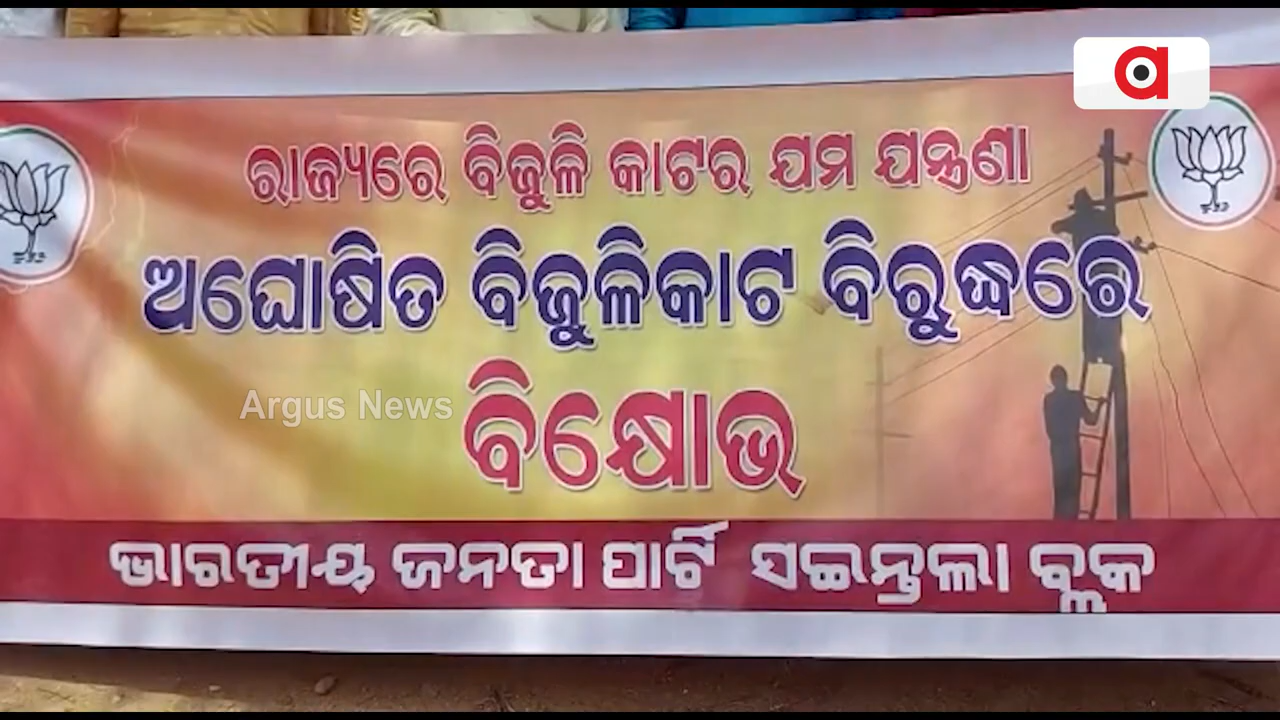 ରାଜ୍ୟରେ ବିଜୁଳି କାଟର ଯମ ଯନ୍ତ୍ରଣା
ଅଘୋଷିତ ବିଜୁଳିକାଟ ବିରୁଦ୍ଧରେ
Argus News
ବିକ୍ଷୋଭ
ଭାରତୀୟ ଜନତା ପାର୍ଟି ସଇନ୍ତଲା ବ୍ଲକ